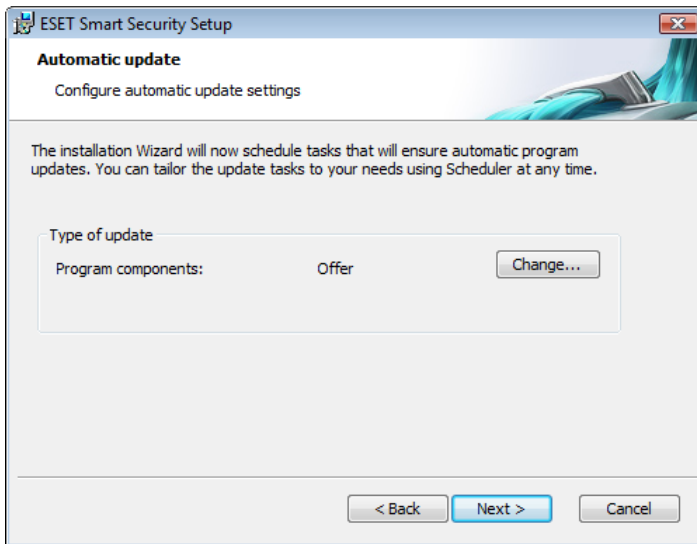 ESET Smart Security Setup
Automatic update
Configure automatic update settings
The installation Wizard will now schedule tasks that will ensure automatic program
updates. You can tailor the update tasks to your needs using Scheduler at any time.
Type of update
Program components: Offer Change...
< Back Next > Cancel